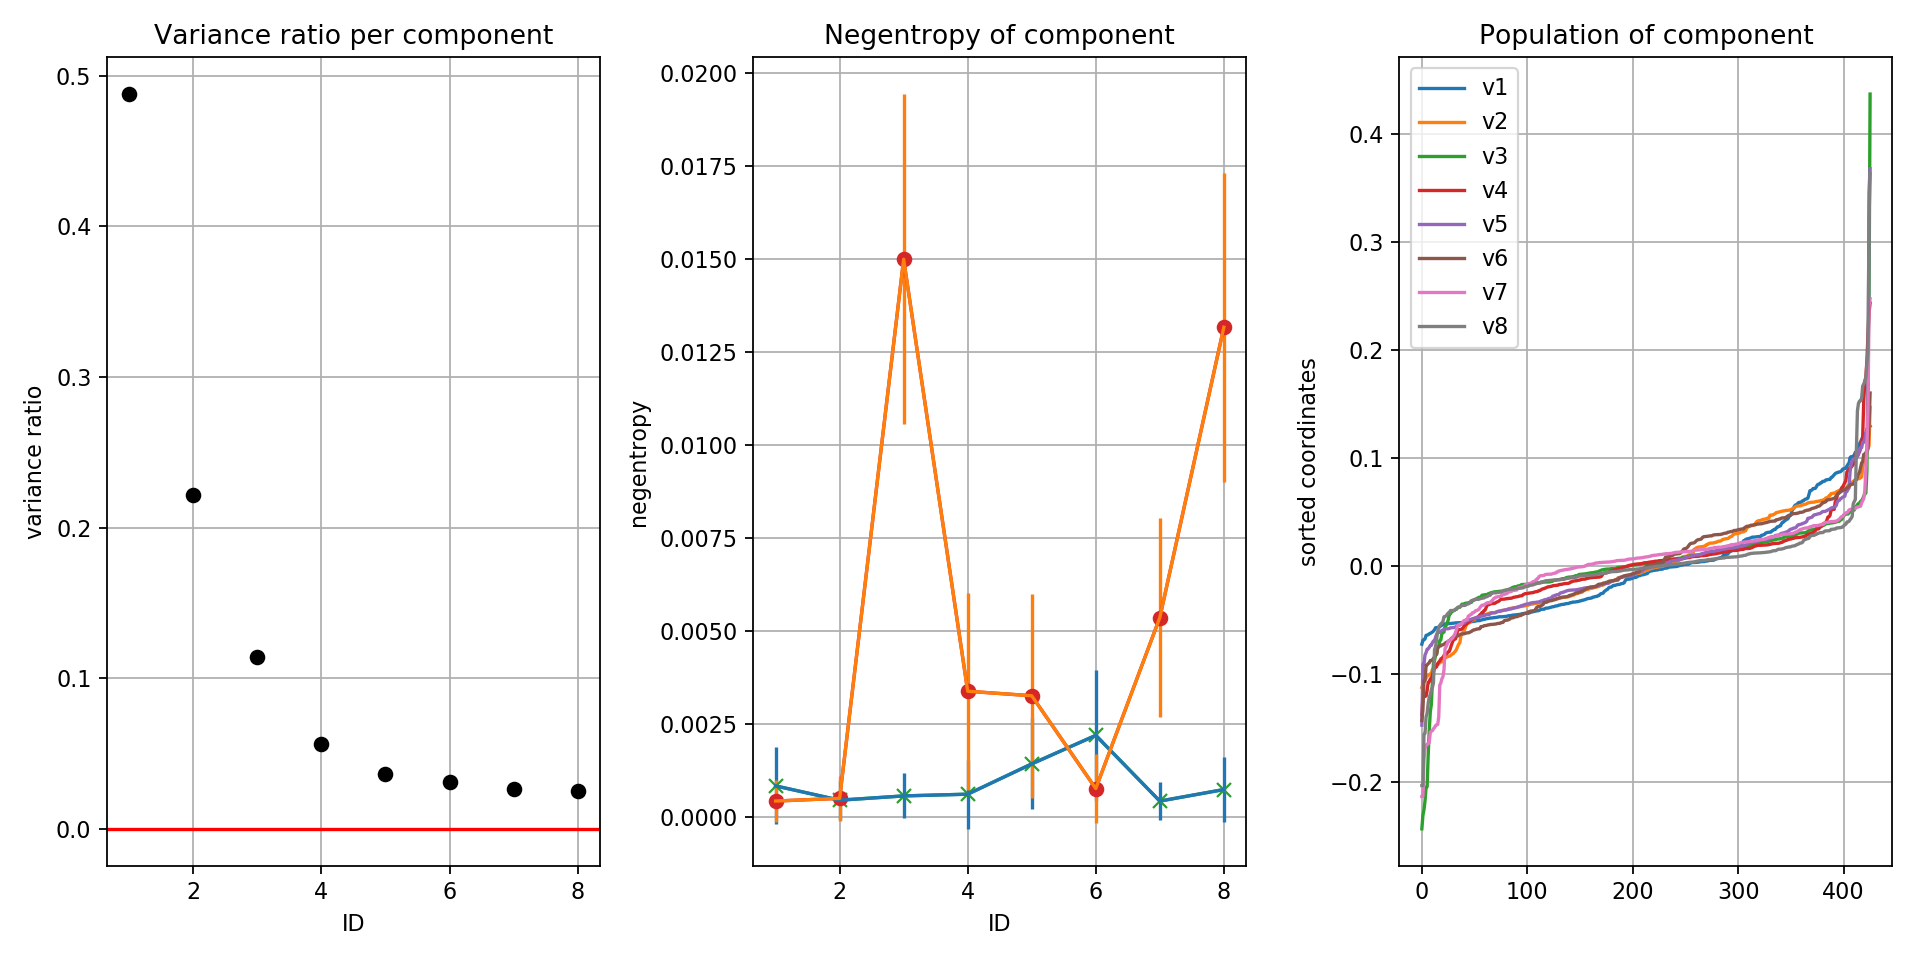 Variance ratio per component
0.5
0.4
0.3
0.2
0.1
0.0
variance ratio
2 4 6 8
ID
Negentropy of component
0.0200
0.0175
0.0150
0.0125
0.0100
0.0075
0.0050
0.0025
0.0000
negentropy
2 4 6 8
ID
Population of component
v1
v2
v3
v4
v5
v6
v7
v8
0.4
0.3
0.2
0.1
0.0
−0.1
−0.2
sorted coordinates
0 100 200 300 400